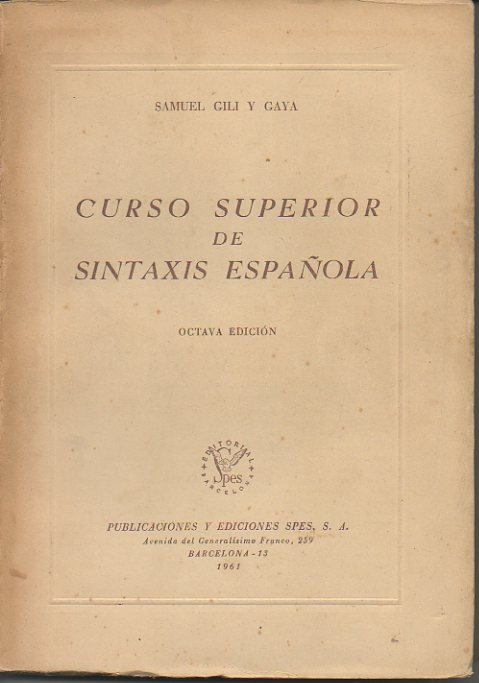 SAMUEL GILI Y GAYA
CURSO SUPERIOR
DE
SINTAXIS ESPAÑOLA
OCTAVA EDICIÓN
EDITORIAL
Spes
BARCELONA
PUBLICACIONES Y EDICIONES SPES, S. A.
Avenida del Generalísimo Franco, 259
BARCELONA-13
1961